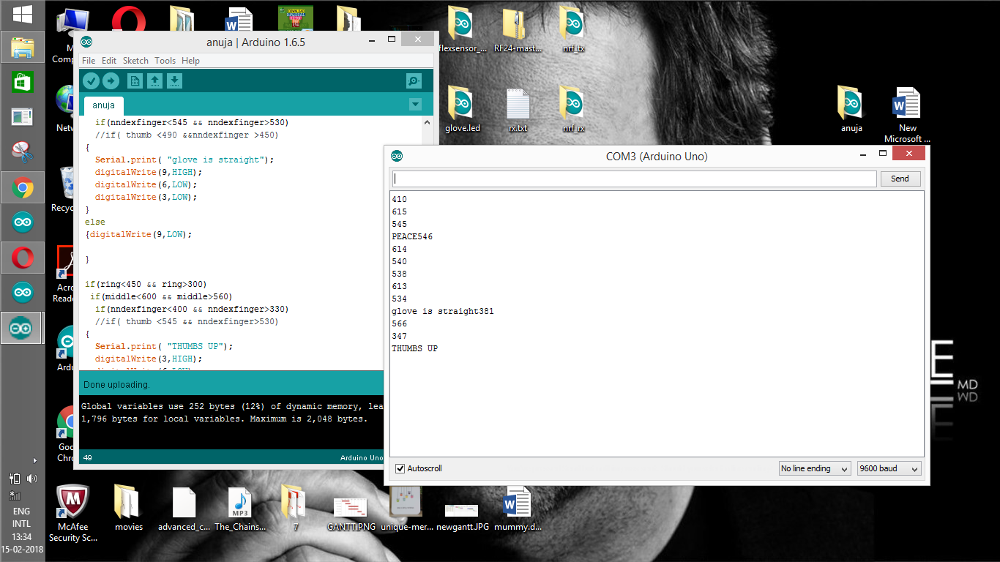 anuja | Arduino 1.6.5
File Edit Sketch Tools Help
anuja
if(nndexfinger<545 && nndexfinger>530)
//if( thumb <490 &&nndexfinger >450)
{
Serial.print( "glove is straight");
digitalWrite(9,HIGH);
digitalWrite(6,LOW);
digitalWrite(3,LOW);
}
else
{digitalWrite(9,LOW);
}
if(ring<450 && ring>300)
if(middle<600 && middle>560)
if(nndexfinger<400 && nndexfinger>330)
//if( thumb <545 && nndexfinger>530)
{
Serial.print( "THUMBS UP");
digitalWrite(3,HIGH);
Done uploading.
Global variables use 252 bytes (12%) of dynamic memory, lea
1,796 bytes for local variables. Maximum is 2,048 bytes.
49
Arduino Uno
COM3 (Arduino Uno)
Send
410
615
545
PEACE546
614
540
538
613
534
glove is straight381
566
347
THUMBS UP
Autoscroll
No line ending
9600 baud
flexsensor_...
RF24-mast...
nrf_tx
glove.led
rx.txt
nrf_rx
anuja
New
Microsoft ...
M
Comp
Netw
Recyc
Acro
Reade
Ardu
Goo
Chro
McAfee
Security Sc...
movies
advanced_c...
MP3
The_Chains...
7
GANTT.PNG
unique-mer...
newgantt.JPG
mummy.d...
E
MD
WD
ENG
INTL
13:34
15-02-2018